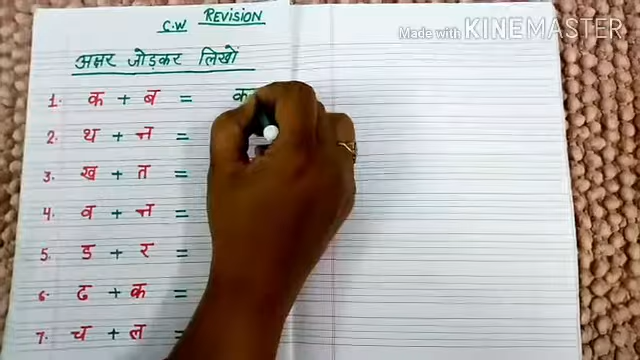 Made with KINEMASTER
C.W REVISION
अक्षर जोड़कर लिखों
1. क + ब = क
2. थ + न =
3. ख + त =
4. व + न =
5. ड + र =
6. ढ + क =
7. च + ल =